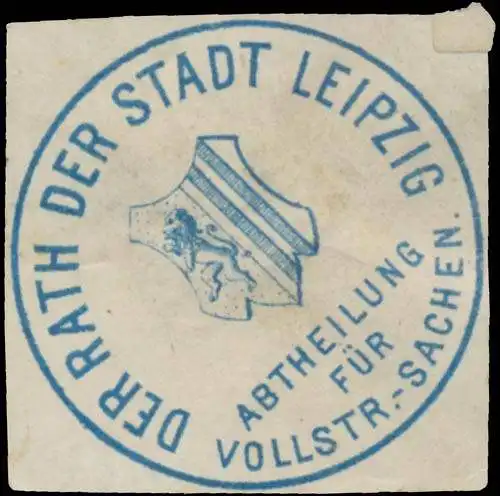 DER RATH DER STADT LEIPZIG
ABTHEILUNG
FÜR
VOLLSTR.-SACHEN.